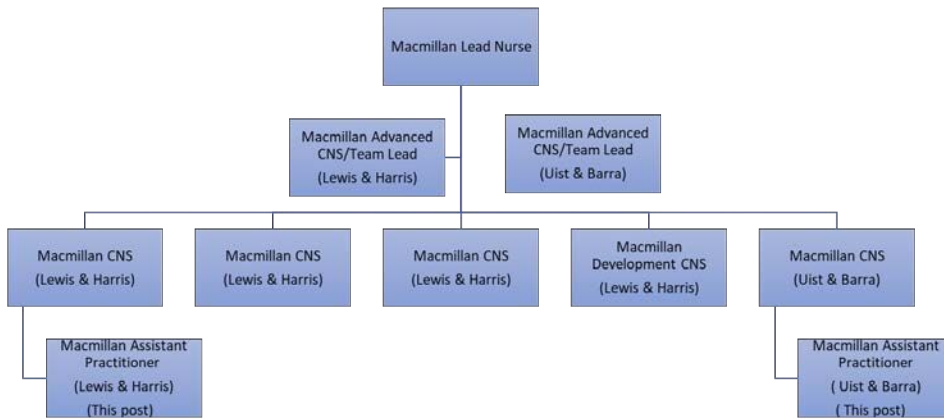 Macmillan Lead Nurse
Macmillan Advanced
CNS/Team Lead
(Lewis & Harris)
Macmillan Advanced
CNS/Team Lead
(Uist & Barra)
Macmillan CNS
(Lewis & Harris)
Macmillan CNS
(Lewis & Harris)
Macmillan CNS
(Lewis & Harris)
Macmillan
Development CNS
(Lewis & Harris)
Macmillan CNS
(Uist & Barra)
Macmillan Assistant
Practitioner
(Lewis & Harris)
(This post)
Macmillan Assistant
Practitioner
( Uist & Barra)
( This post)